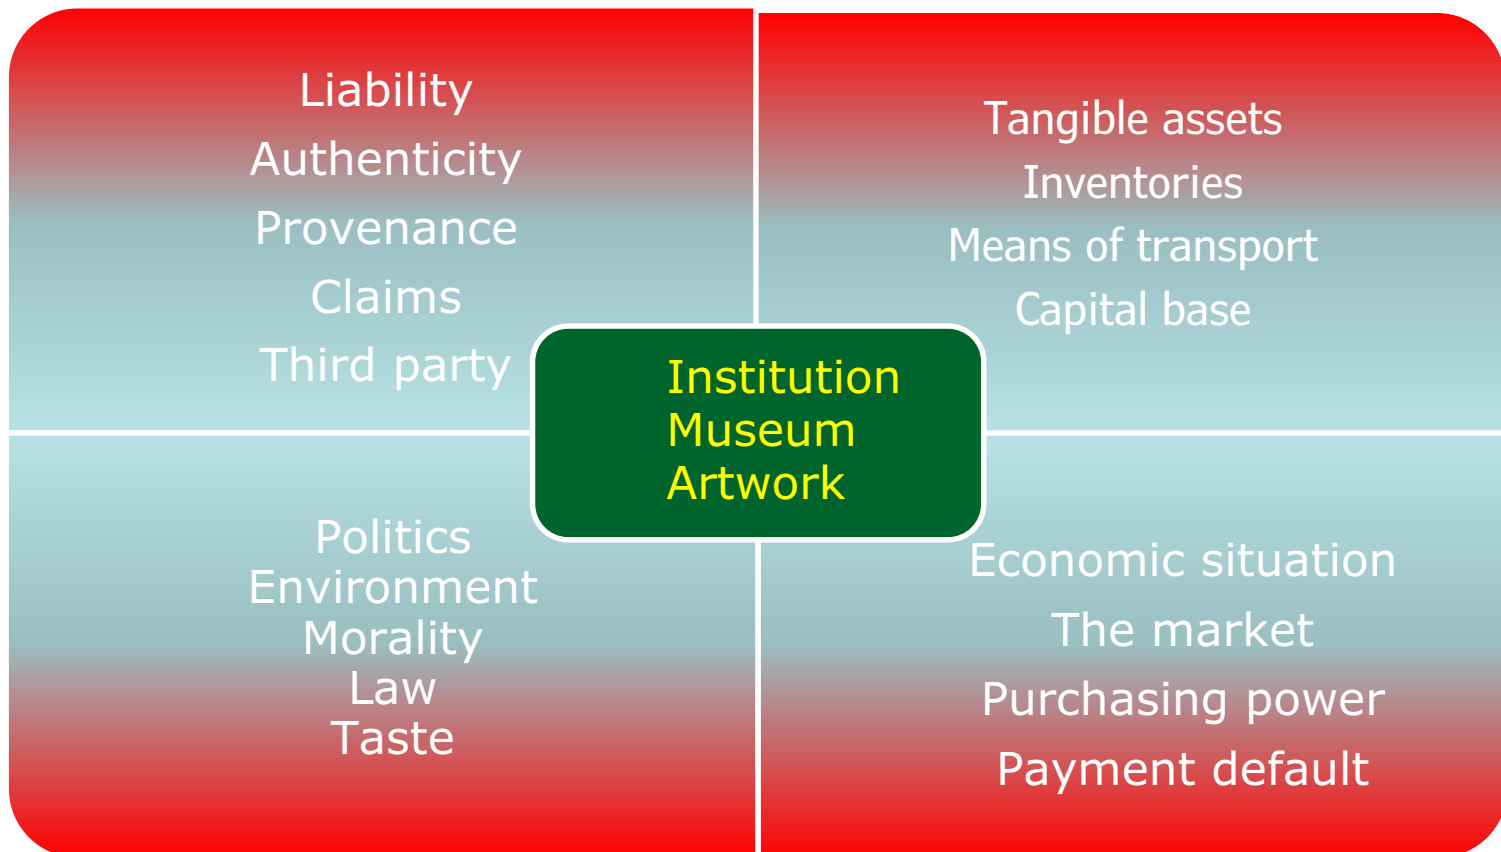 Liability
Authenticity
Provenance
Claims
Third party
Tangible assets
Inventories
Means of transport
Capital base
Institution
Museum
Artwork
Politics
Environment
Morality
Law
Taste
Economic situation
The market
Purchasing power
Payment default